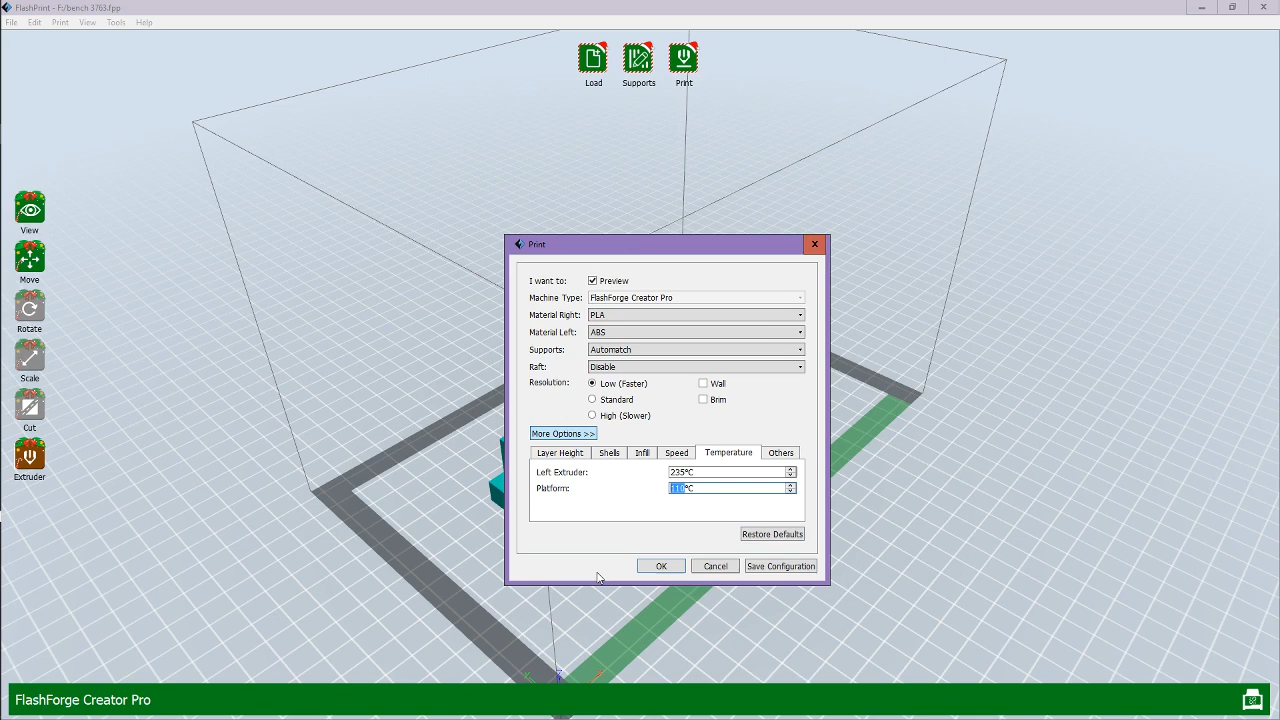 FlashPrint - F:/bench 3763.fpp
File Edit Print View Tools Help
Load Supports Print
View
Move
Rotate
Scale
Cut
Extruder
Print
I want to: Preview
Machine Type: FlashForge Creator Pro
Material Right: PLA
Material Left: ABS
Supports: Automatch
Raft: Disable
Resolution: Low (Faster) Wall
Standard Brim
High (Slower)
More Options >>
Layer Height Shells Infill Speed Temperature Others
Left Extruder: 235°C
Platform: 110°C
Restore Defaults
OK Cancel Save Configuration
FlashForge Creator Pro